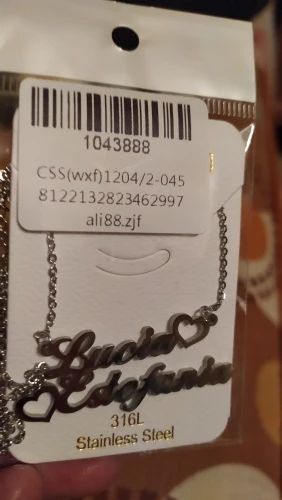 1043888
CSS(wxf)1204/2-045
8122132823462997
ali88.zjf
Lucia
Edefania
316L
Stainless Steel